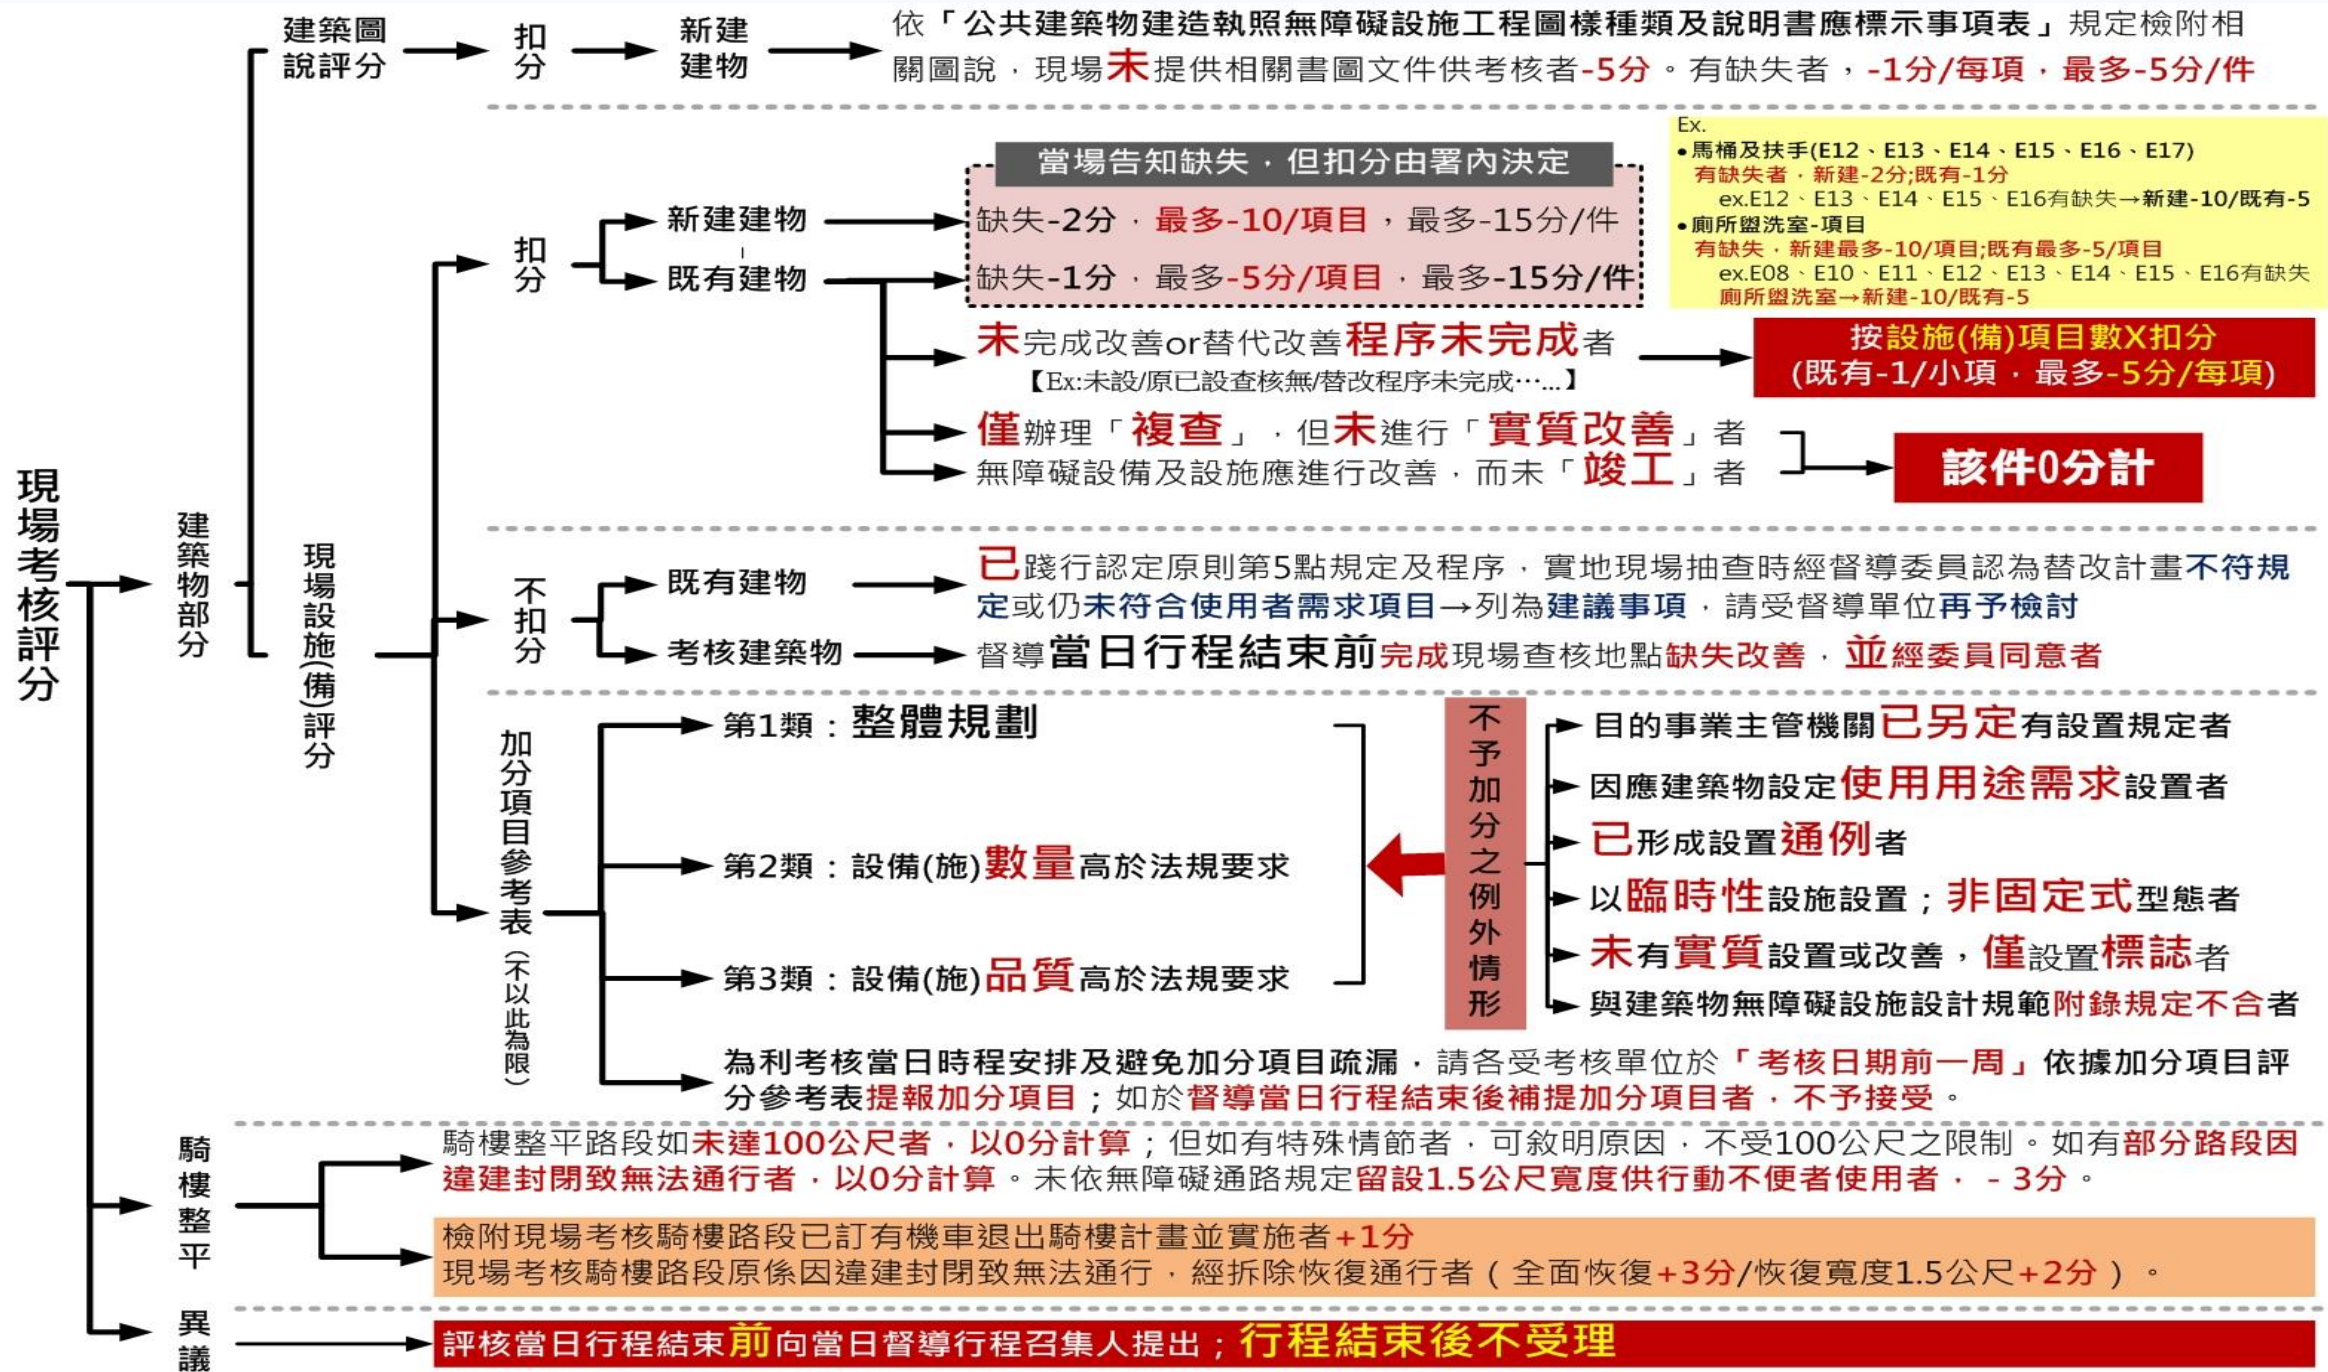 現場考核評分
建築物部分
建築圖
說評分
扣分
新建
建物
依「公共建築物建造執照無障礙設施工程圖樣種類及說明書應標示事項表」規定檢附相
關圖說，現場未提供相關書圖文件供考核者-5分。有缺失者，-1分/每項，最多-5分/件
現場設施(備)評分
扣分
新建建物
既有建物
當場告知缺失，但扣分由署內決定
缺失-2分，最多-10/項目，最多-15分/件
缺失-1分，最多-5分/項目，最多-15分/件
Ex.
•馬桶及扶手(E12、E13、E14、E15、E16、E17)
有缺失者，新建-2分;既有-1分
ex.E12、E13、E14、E15、E16有缺失→新建-10/既有-5
•廁所盥洗室-項目
有缺失，新建最多-10/項目;既有最多-5/項目
ex.E08、E10、E11、E12、E13、E14、E15、E16有缺失
廁所盥洗室→新建-10/既有-5
未完成改善or替代改善程序未完成者
【Ex:未設/原已設查核無/替改程序未完成…...】
按設施(備)項目數X扣分
(既有-1/小項，最多-5分/每項)
僅辦理「複查」，但未進行「實質改善」者
無障礙設備及設施應進行改善，而未「竣工」者
該件0分計
不扣分
既有建物
已踐行認定原則第5點規定及程序，實地現場抽查時經督導委員認為替改計畫不符規
定或仍未符合使用者需求項目→列為建議事項，請受督導單位再予檢討
考核建築物
督導當日行程結束前完成現場查核地點缺失改善，並經委員同意者
加分項目參考表(不以此為限)
第1類：整體規劃
第2類：設備(施)數量高於法規要求
第3類：設備(施)品質高於法規要求
不予加分之例外情形
目的事業主管機關已另定有設置規定者
因應建築物設定使用用途需求設置者
已形成設置通例者
以臨時性設施設置；非固定式型態者
未有實質設置或改善，僅設置標誌者
與建築物無障礙設施設計規範附錄規定不合者
為利考核當日時程安排及避免加分項目疏漏，請各受考核單位於「考核日期前一周」依據加分項目評
分參考表提報加分項目；如於督導當日行程結束後補提加分項目者，不予接受。
騎樓整平
騎樓整平路段如未達100公尺者，以0分計算；但如有特殊情節者，可敘明原因，不受100公尺之限制。如有部分路段因
違建封閉致無法通行者，以0分計算。未依無障礙通路規定留設1.5公尺寬度供行動不便者使用者，﹣3分。
檢附現場考核騎樓路段已訂有機車退出騎樓計畫並實施者+1分
現場考核騎樓路段原係因違建封閉致無法通行，經拆除恢復通行者（全面恢復+3分/恢復寬度1.5公尺+2分）。
異議
評核當日行程結束前向當日督導行程召集人提出；行程結束後不受理